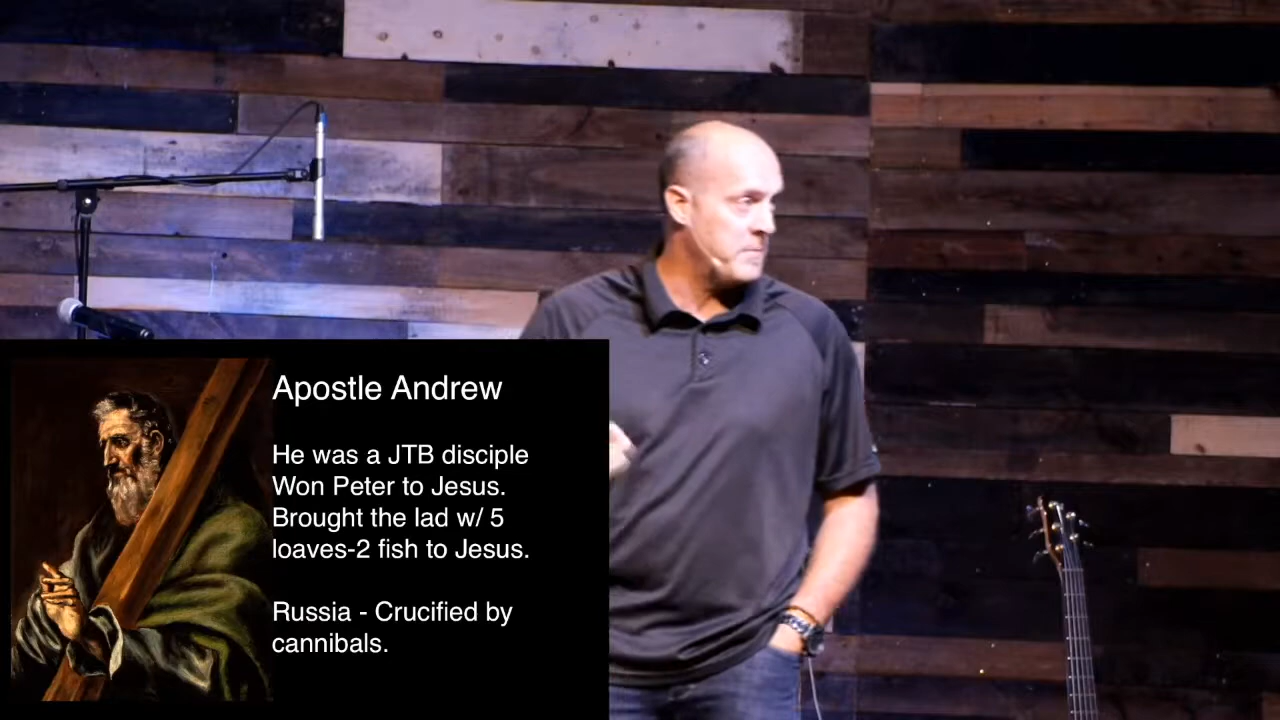 Apostle Andrew
He was a JTB disciple
Won Peter to Jesus.
Brought the lad w/ 5
loaves-2 fish to Jesus.
Russia - Crucified by
cannibals.